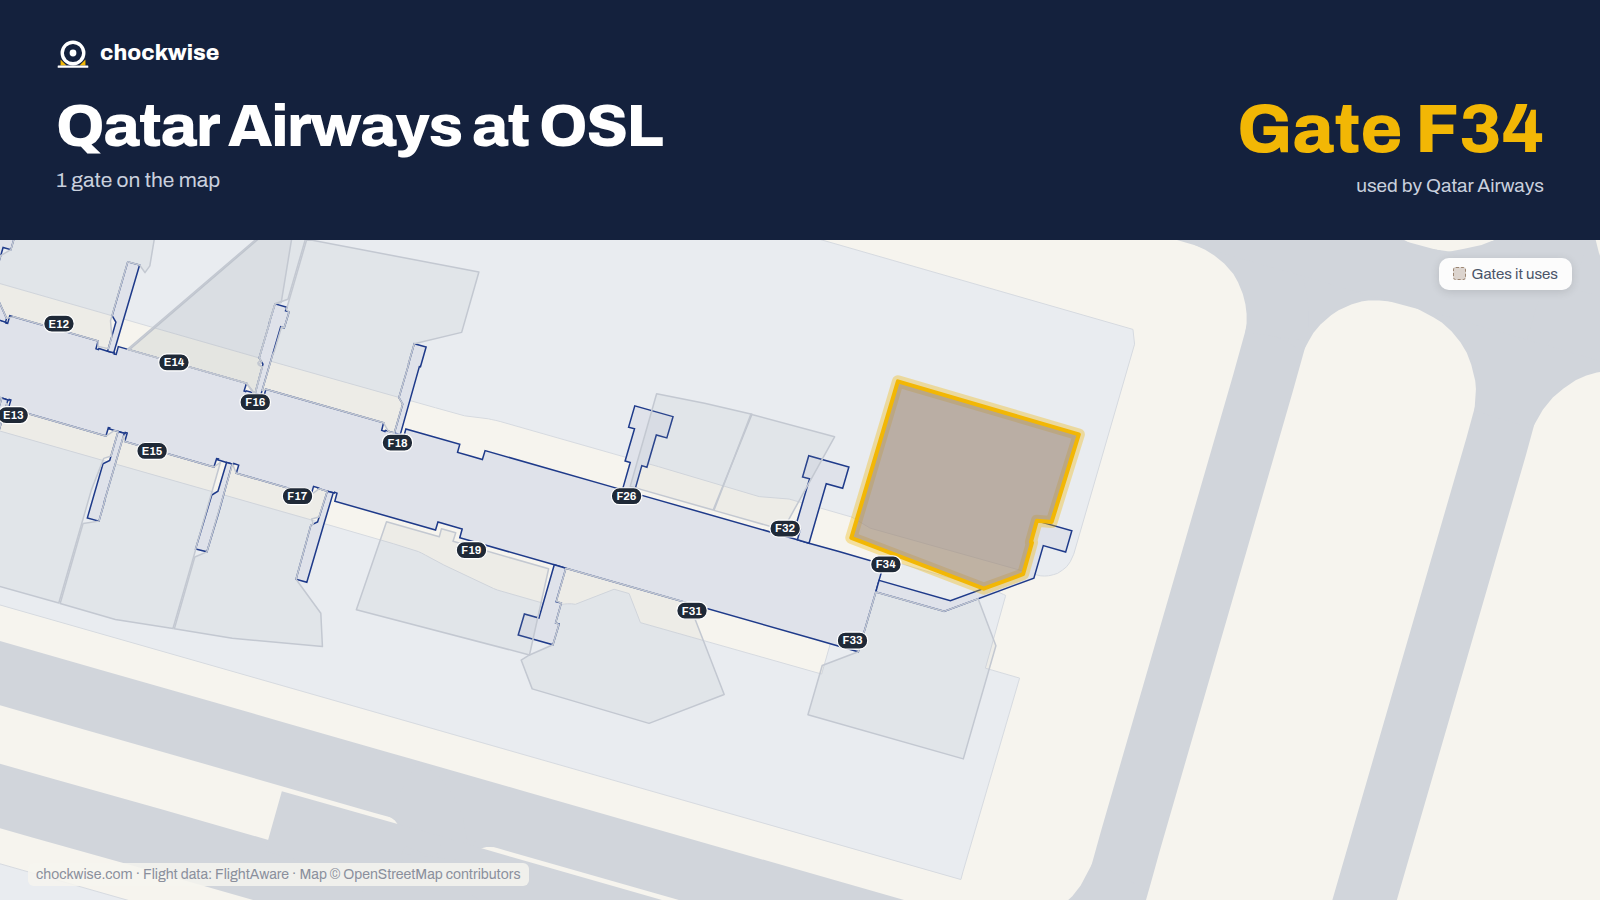 chockwise
Qatar Airways at OSL
1 gate on the map
Gate F34
used by Qatar Airways
Gates it uses
E12
E14
F16
E13
F18
E15
F17
F26
F32
F19
F34
F31
F33
chockwise.com · Flight data: FlightAware · Map © OpenStreetMap contributors